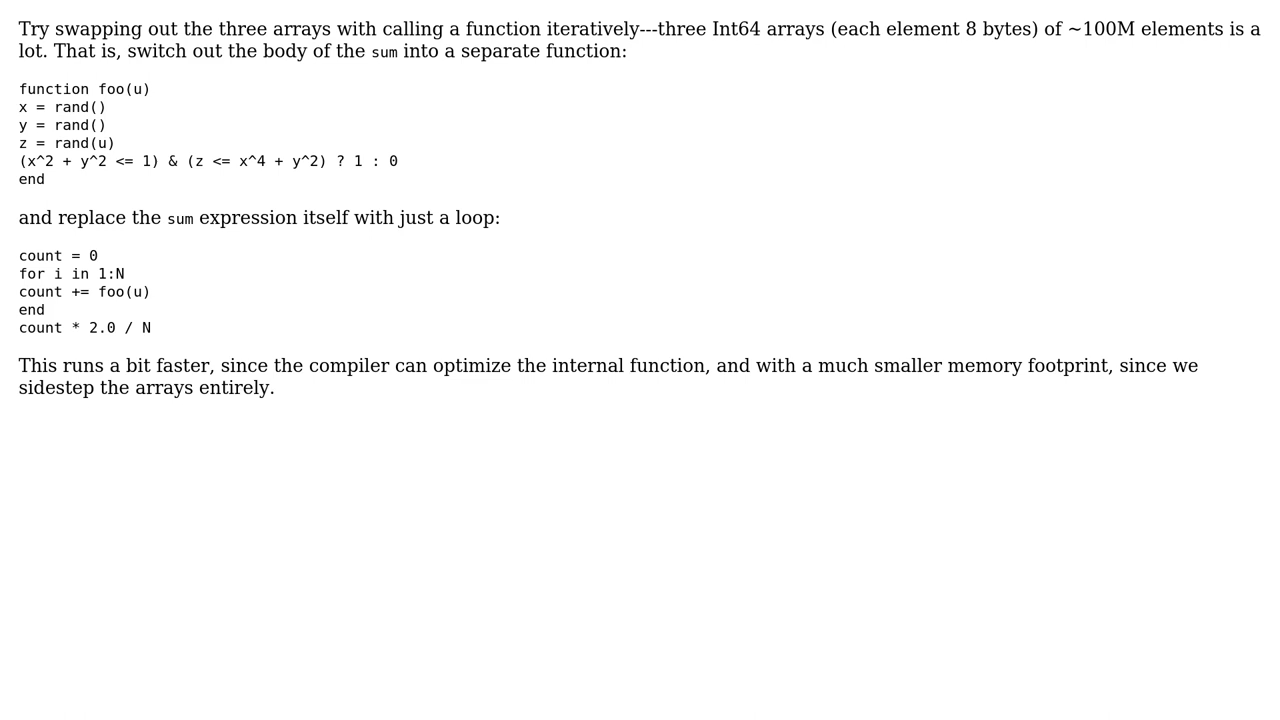 Try swapping out the three arrays with calling a function iteratively---three Int64 arrays (each element 8 bytes) of ~100M elements is a
lot. That is, switch out the body of the sum into a separate function:
function foo(u)
x = rand()
y = rand()
z = rand(u)
(x^2 + y^2 <= 1) & (z <= x^4 + y^2) ? 1 : 0
end
and replace the sum expression itself with just a loop:
count = 0
for i in 1:N
count += foo(u)
end
count * 2.0 / N
This runs a bit faster, since the compiler can optimize the internal function, and with a much smaller memory footprint, since we
sidestep the arrays entirely.